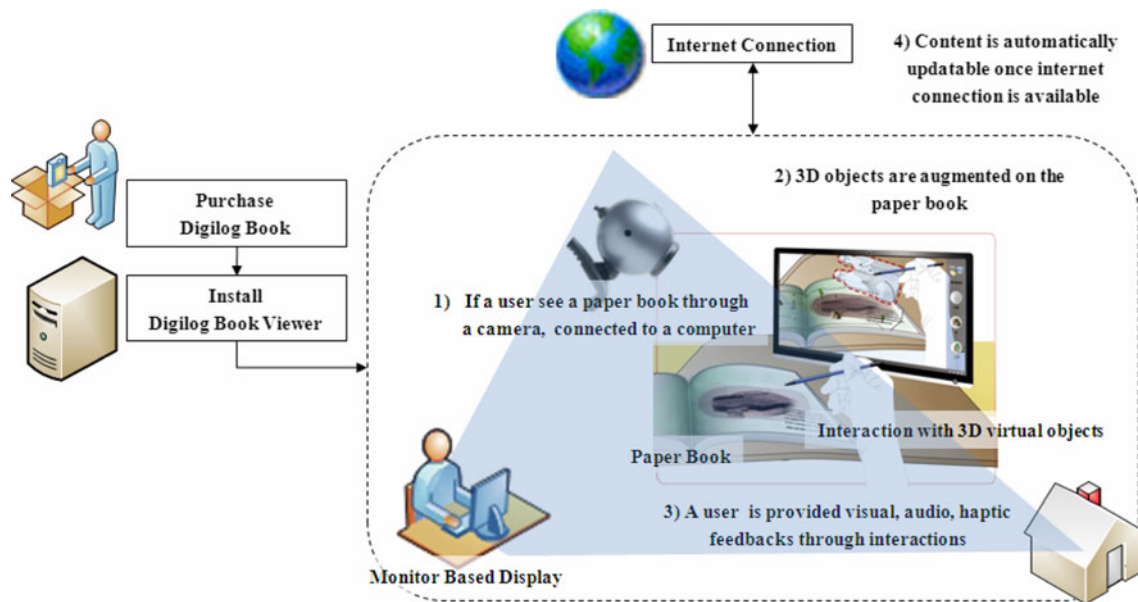 Internet Connection
4) Content is automatically
updatable once internet
connection is available
Purchase
Digilog Book
Install
Digilog Book Viewer
2) 3D objects are augmented on the
paper book
1) If a user see a paper book through
a camera, connected to a computer
Interaction with 3D virtual objects
Paper Book
3) A user is provided visual, audio, haptic
feedbacks through interactions
Monitor Based Display